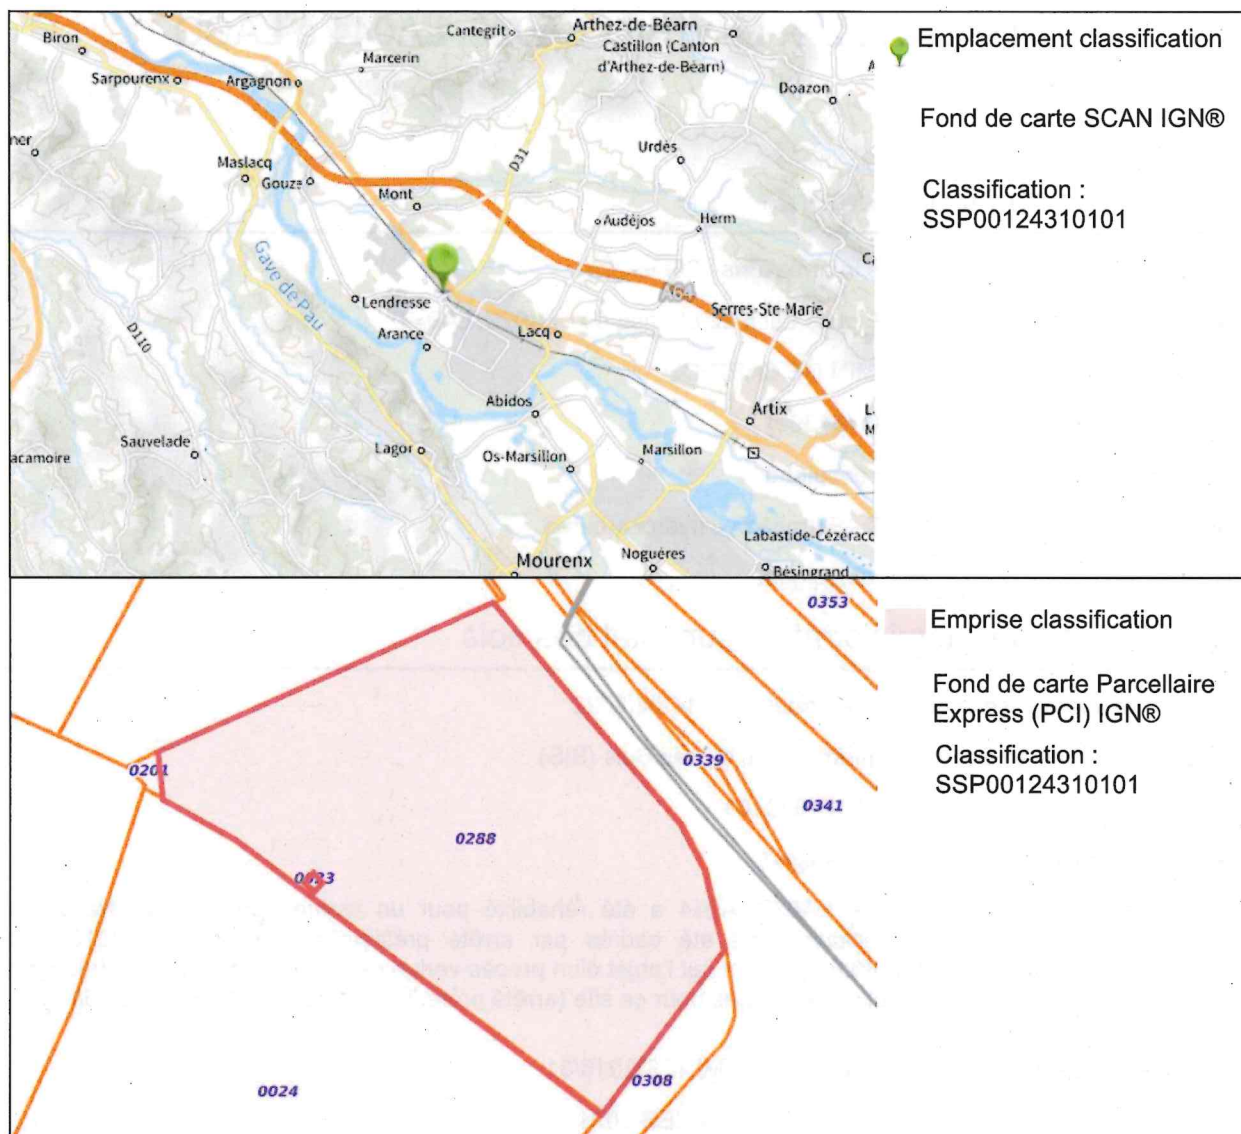 Biron
Sarpourenx
Argagnon
Cantegrit
Marcerin
Arthez-de-Béarn
Castillon (Canton
d'Arthez-de-Béarn)
Doazon
Maslacq
Gouze
Mont
D31
Urdès
Audéjos
Herm
Gave de Pau
Lendresse
Arance
Lacq
A64
Serres-Ste-Marie
D110
Abidos
Artix
Sauvelade
Lagor
Os-Marsillon
Marsillon
acamoire
Labastide-Cézérac
Mourenx
Noguères
Bésingrand
Emplacement classification
Fond de carte SCAN IGN®
Classification :
SSP00124310101
0353
0201
0339
0341
0288
0024
0308
Emprise classification
Fond de carte Parcellaire
Express (PCI) IGN®
Classification :
SSP00124310101